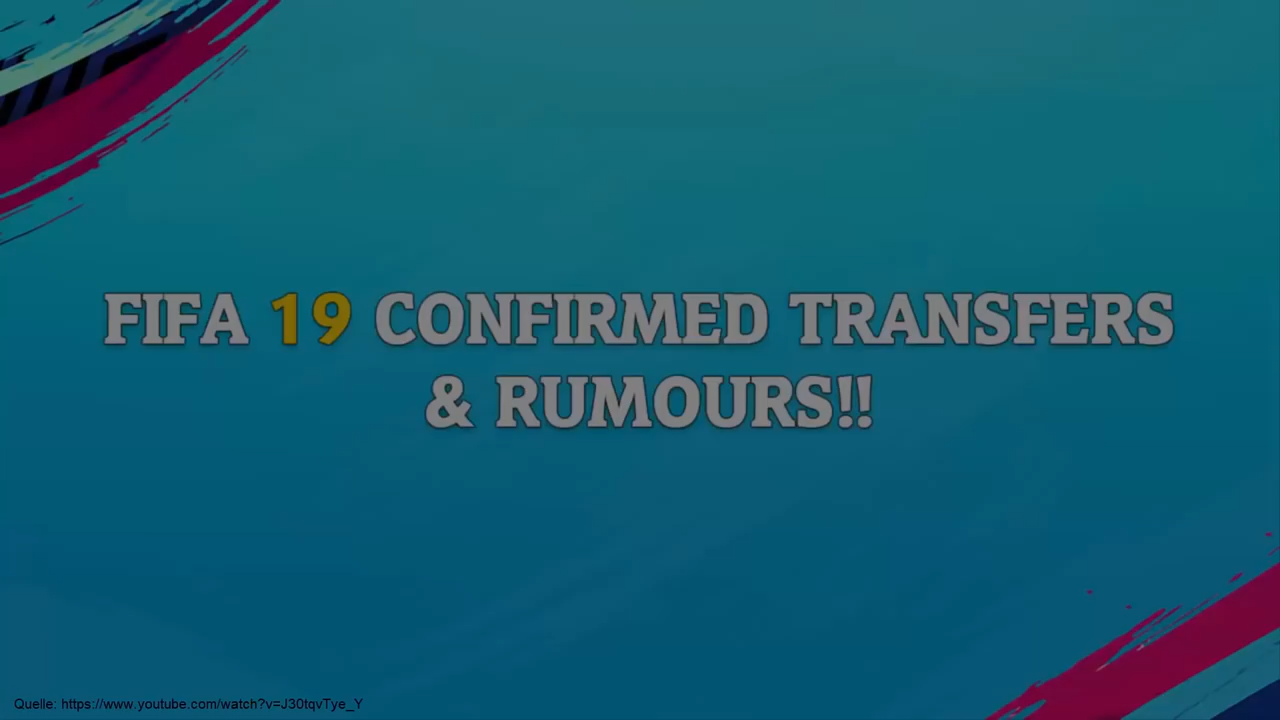 FIFA 19 CONFIRMED TRANSFERS
& RUMOURS!!
Quelle: https://www.youtube.com/watch?v=J30tqvTye_Y